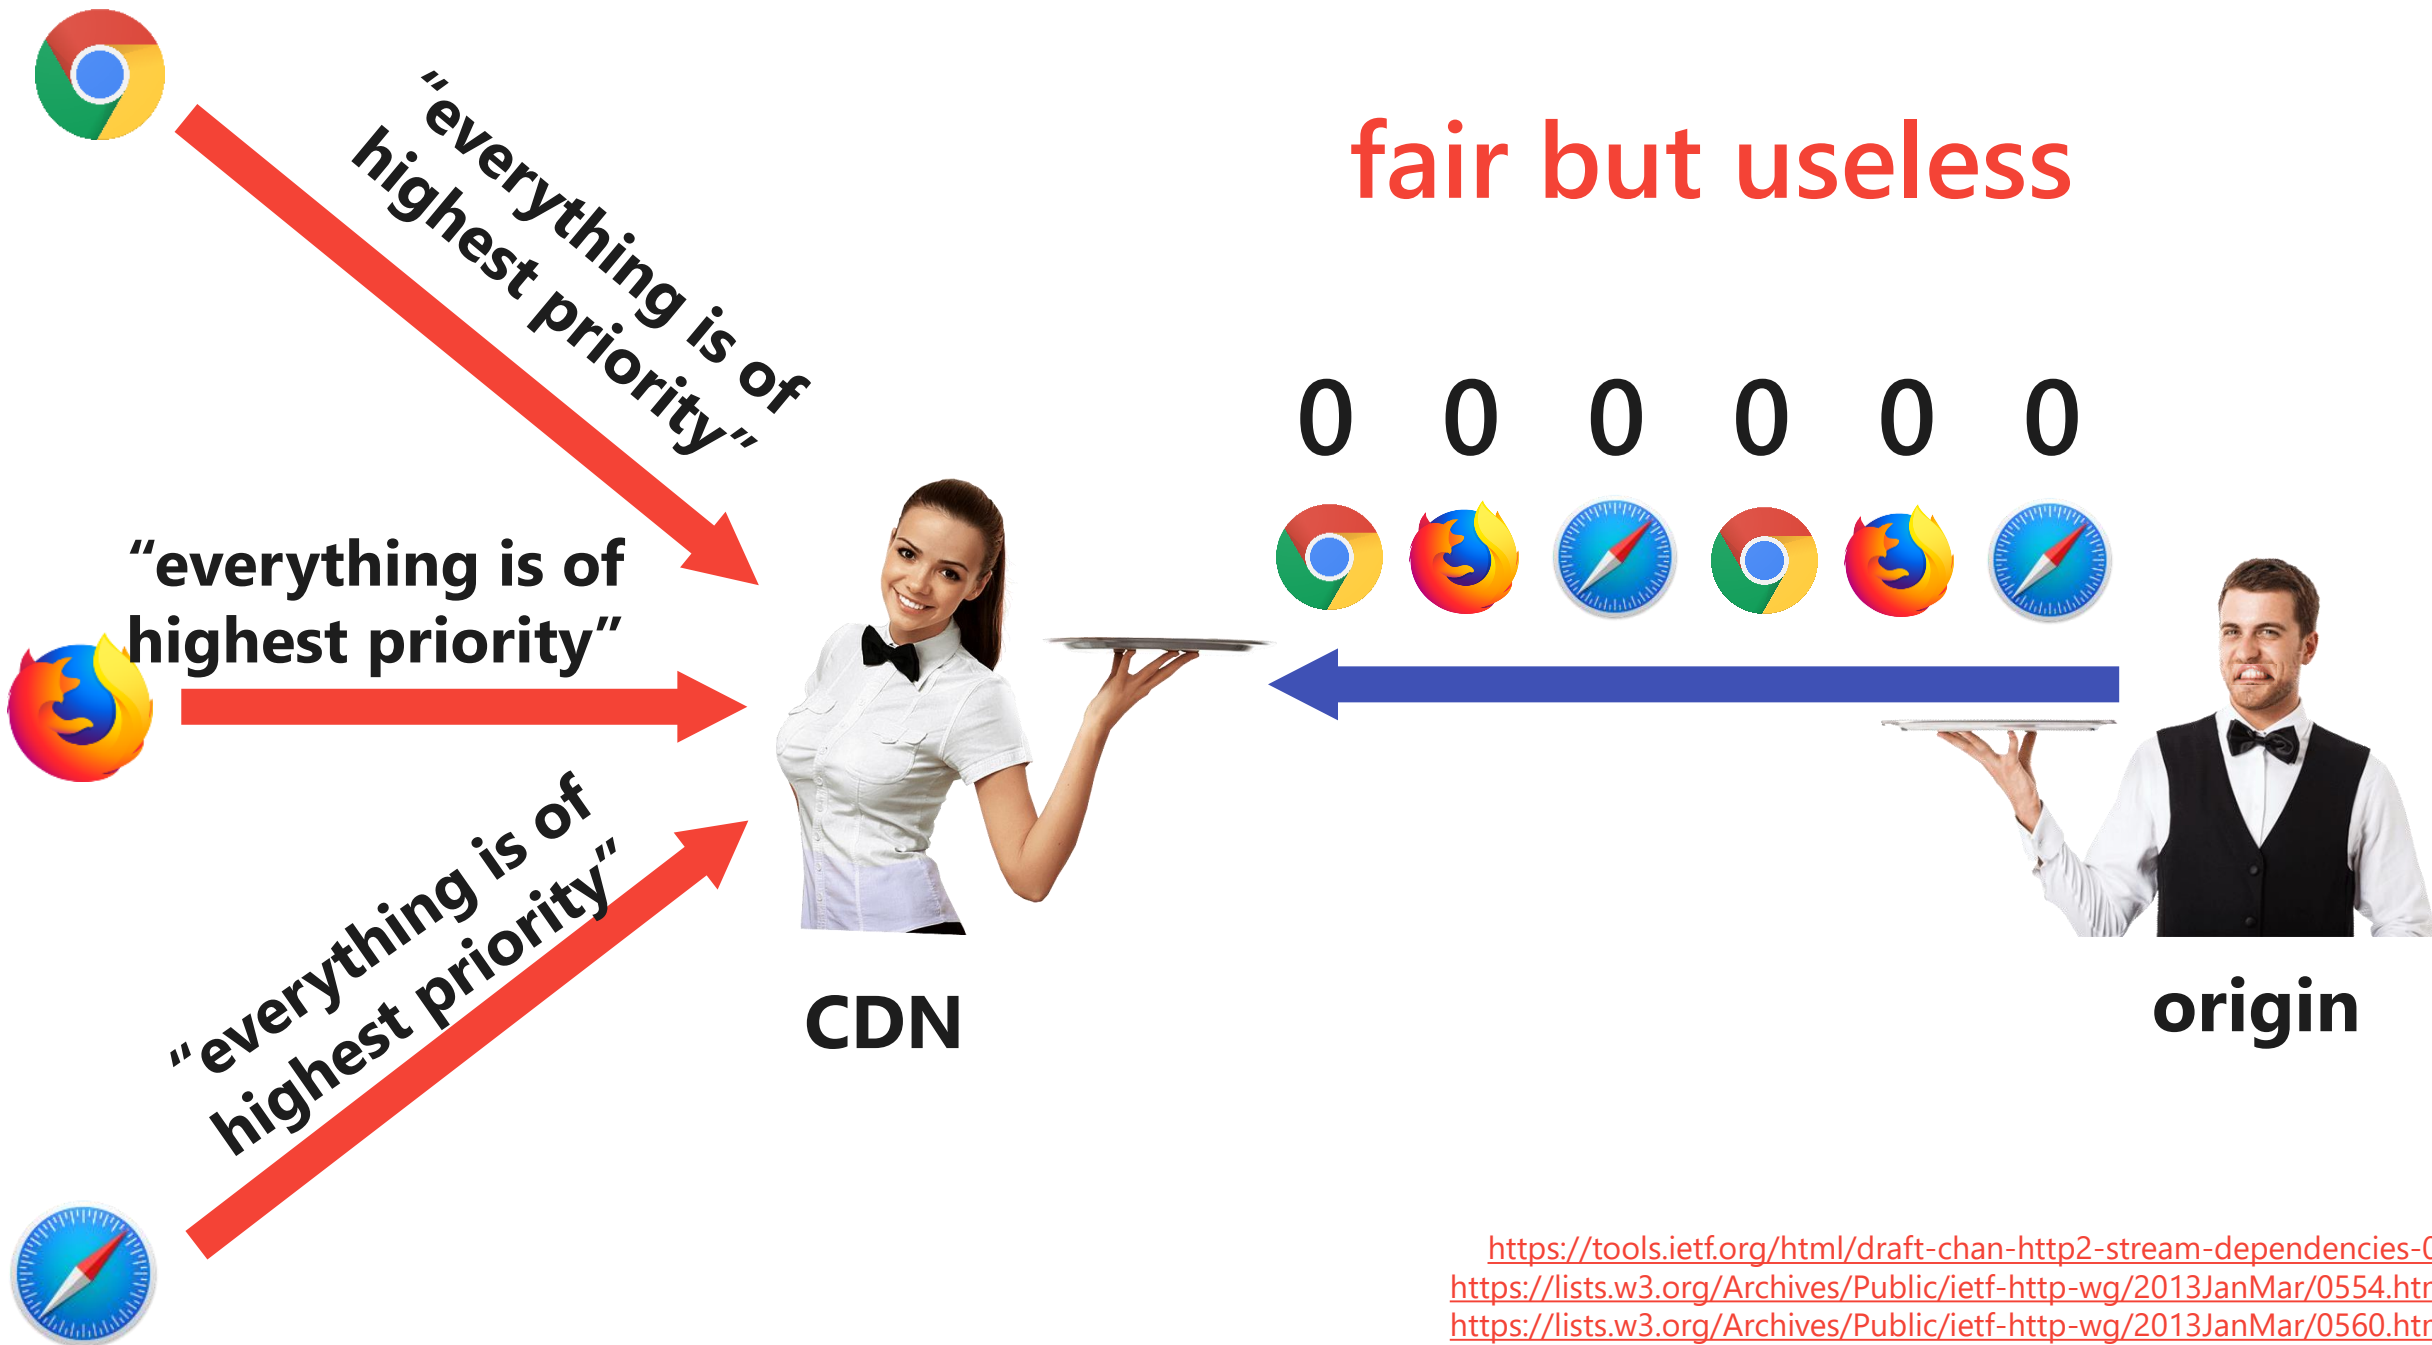 “everything is of
highest priority”
fair but useless
0 0 0 0 0 0
“everything is of
highest priority”
“everything is of
highest priority”
CDN
origin
https://tools.ietf.org/html/draft-chan-http2-stream-dependencies-0
https://lists.w3.org/Archives/Public/ietf-http-wg/2013JanMar/0554.htm
https://lists.w3.org/Archives/Public/ietf-http-wg/2013JanMar/0560.htm